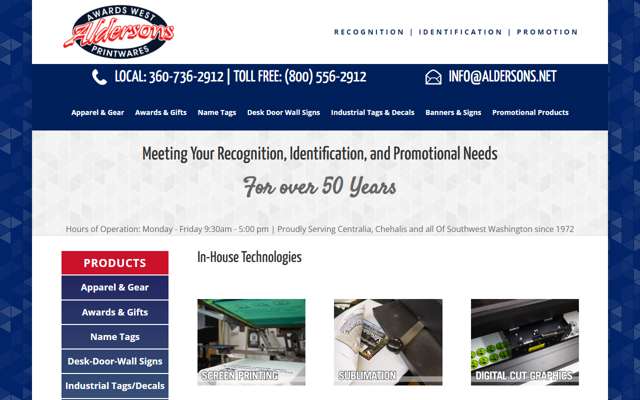 AWARDS WEST
Aldersons
PRINTWARES
RECOGNITION | IDENTIFICATION | PROMOTION
LOCAL: 360-736-2912 | TOLL FREE: (800) 556-2912
INFO@ALDERSONS.NET
Apparel & Gear Awards & Gifts Name Tags Desk Door Wall Signs Industrial Tags & Decals Banners & Signs Promotional Products
Meeting Your Recognition, Identification, and Promotional Needs
For over 50 Years
Hours of Operation: Monday - Friday 9:30am - 5:00 pm | Proudly Serving Centralia, Chehalis and all Of Southwest Washington since 1972
PRODUCTS
Apparel & Gear
Awards & Gifts
Name Tags
Desk-Door-Wall Signs
Industrial Tags/Decals
In-House Technologies
SCREEN PRINTING
SUBLIMATION
DIGITAL CUT GRAPHICS